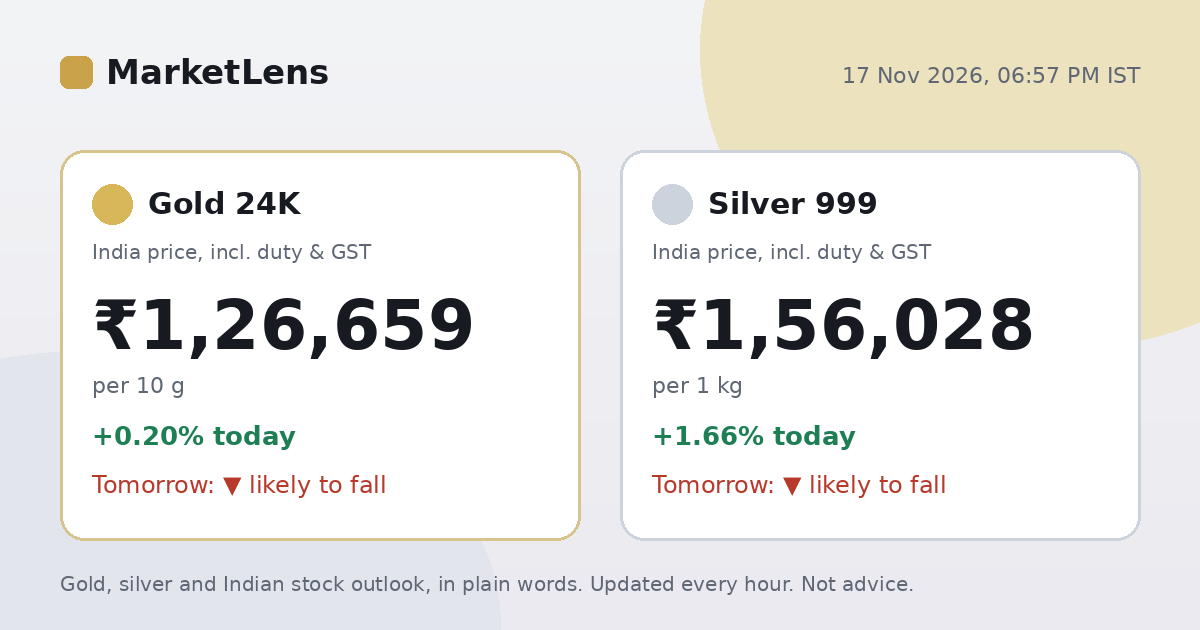 MarketLens
17 Nov 2026, 06:57 PM IST
Gold 24K
India price, incl. duty & GST
₹1,26,659
per 10 g
+0.20% today
Tomorrow: ▼ likely to fall
Silver 999
India price, incl. duty & GST
₹1,56,028
per 1 kg
+1.66% today
Tomorrow: ▼ likely to fall
Gold, silver and Indian stock outlook, in plain words. Updated every hour. Not advice.